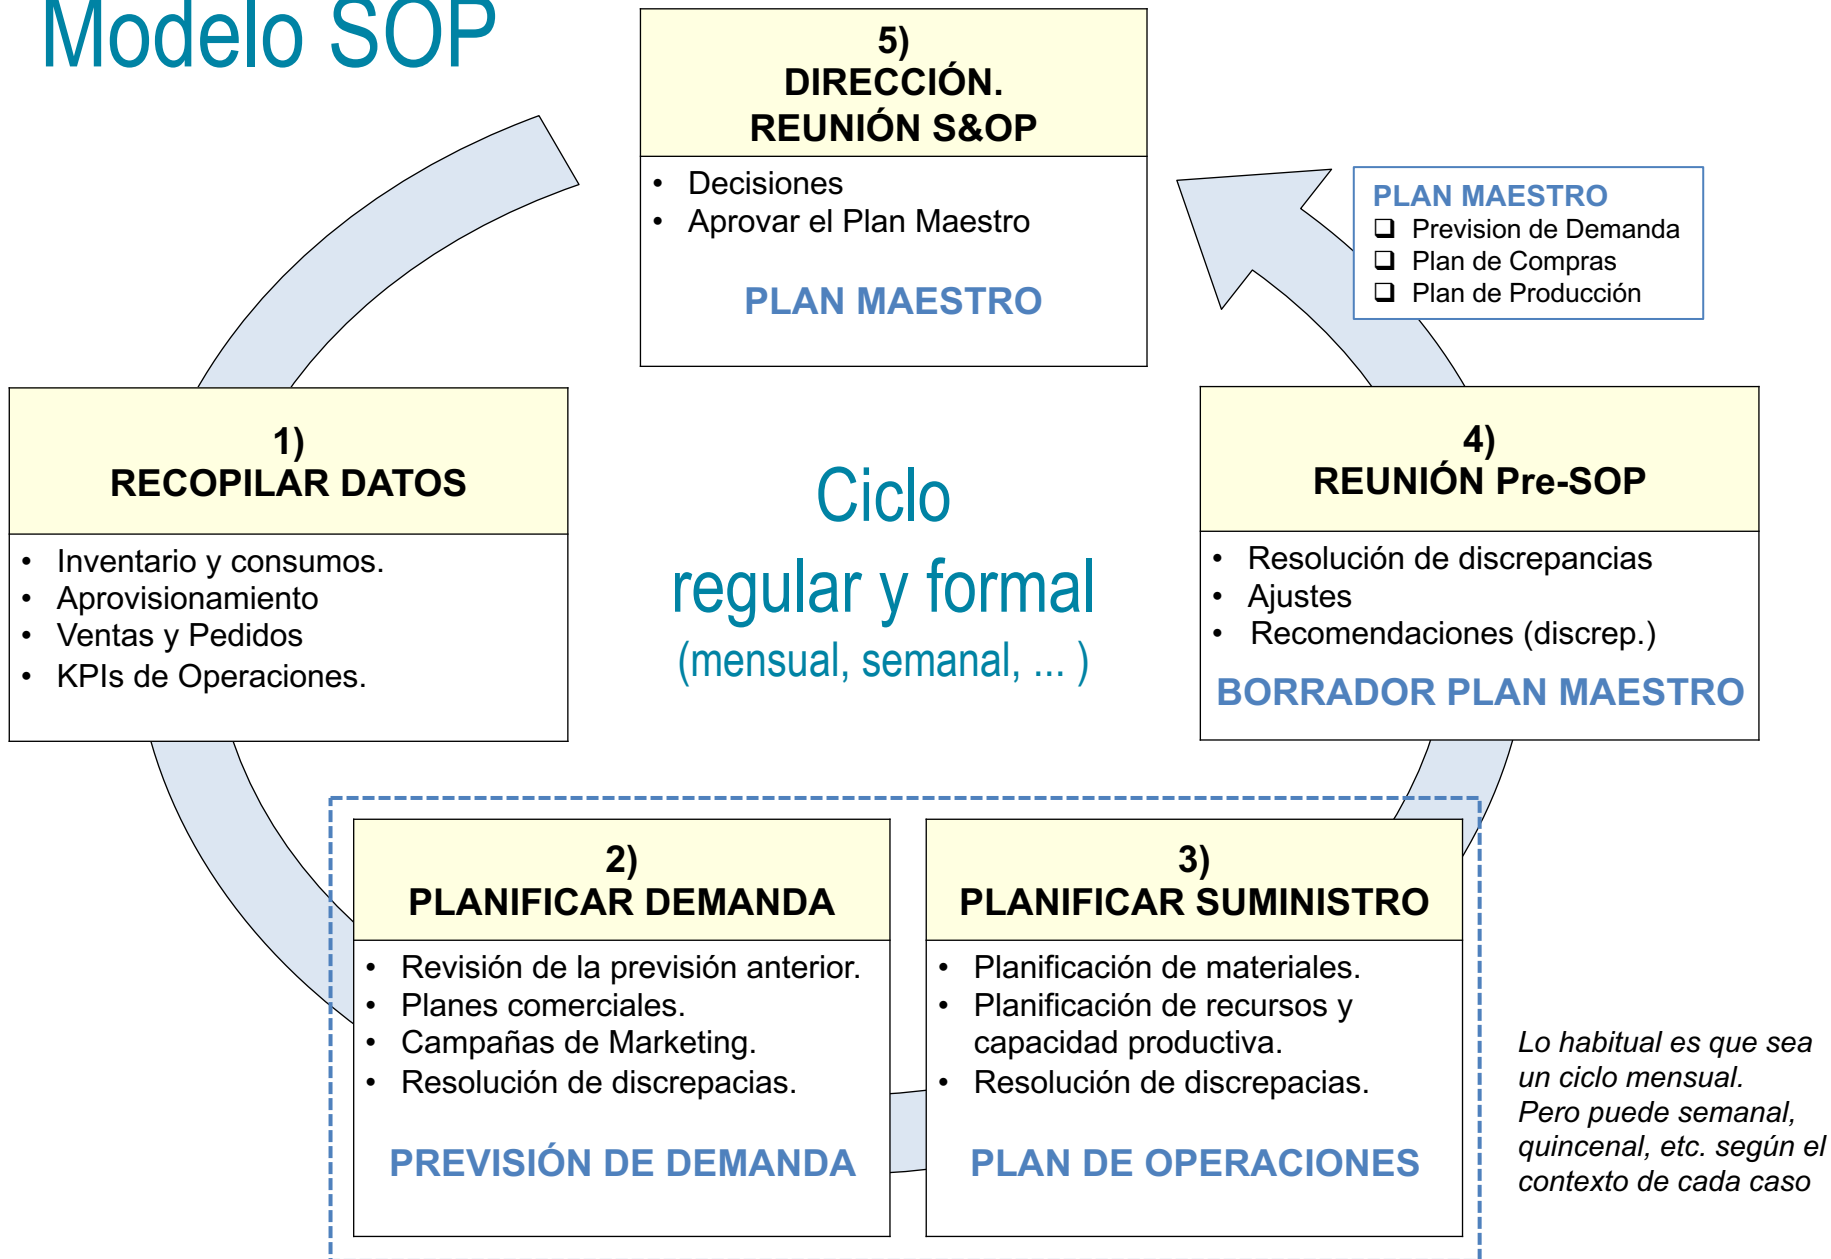 Modelo SOP
5)
DIRECCIÓN.
REUNIÓN S&OP
• Decisiones
• Aprovar el Plan Maestro
PLAN MAESTRO
PLAN MAESTRO
❑ Prevision de Demanda
❑ Plan de Compras
❑ Plan de Producción
1)
RECOPILAR DATOS
• Inventario y consumos.
• Aprovisionamiento
• Ventas y Pedidos
• KPIs de Operaciones.
Ciclo
regular y formal
(mensual, semanal, ... )
4)
REUNIÓN Pre-SOP
• Resolución de discrepancias
• Ajustes
• Recomendaciones (discrep.)
BORRADOR PLAN MAESTRO
2)
PLANIFICAR DEMANDA
• Revisión de la previsión anterior.
• Planes comerciales.
• Campañas de Marketing.
• Resolución de discrepacias.
PREVISIÓN DE DEMANDA
3)
PLANIFICAR SUMINISTRO
• Planificación de materiales.
• Planificación de recursos y
capacidad productiva.
• Resolución de discrepacias.
PLAN DE OPERACIONES
Lo habitual es que sea
un ciclo mensual.
Pero puede semanal,
quincenal, etc. según el
contexto de cada caso